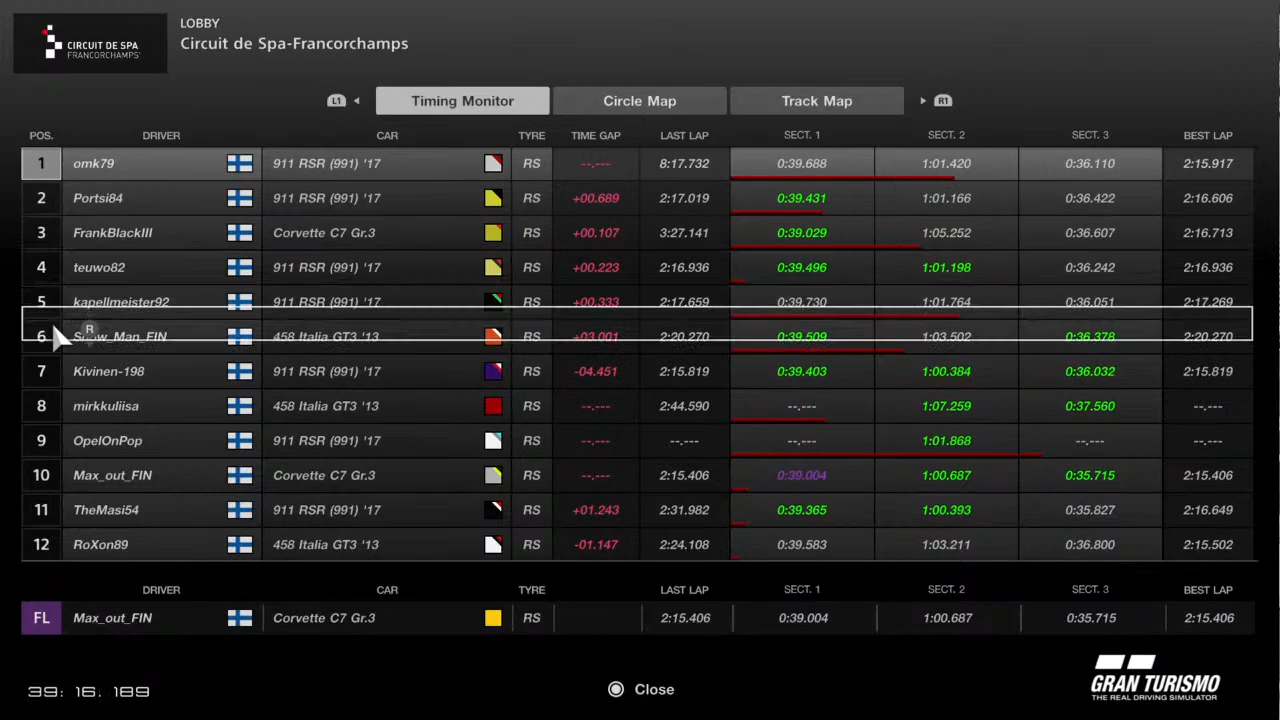 CIRCUIT DE SPA
FRANCORCHAMPS
LOBBY
Circuit de Spa-Francorchamps
L1 Timing Monitor Circle Map Track Map R1
POS. DRIVER CAR TYRE TIME GAP LAST LAP SECT. 1 SECT. 2 SECT. 3 BEST LAP
1 omk79 911 RSR (991) '17 RS --.--- 8:17.732 0:39.688 1:01.420 0:36.110 2:15.917
2 Portsi84 911 RSR (991) '17 RS +00.689 2:17.019 0:39.431 1:01.166 0:36.422 2:16.606
3 FrankBlackIII Corvette C7 Gr.3 RS +00.107 3:27.141 0:39.029 1:05.252 0:36.607 2:16.713
4 teuwo82 911 RSR (991) '17 RS +00.223 2:16.936 0:39.496 1:01.198 0:36.242 2:16.936
5 kapellmeister92 911 RSR (991) '17 RS +00.333 2:17.659 0:39.730 1:01.764 0:36.051 2:17.269
R
6 Snow_Man_FIN 458 Italia GT3 '13 RS +03.001 2:20.270 0:39.509 1:03.502 0:36.378 2:20.270
7 Kivinen-198 911 RSR (991) '17 RS -04.451 2:15.819 0:39.403 1:00.384 0:36.032 2:15.819
8 mirkkuliisa 458 Italia GT3 '13 RS --.--- 2:44.590 --.--- 1:07.259 0:37.560 --.---
9 OpelOnPop 911 RSR (991) '17 RS --.--- --.--- --.--- 1:01.868 --.--- --.---
10 Max_out_FIN Corvette C7 Gr.3 RS --.--- 2:15.406 0:39.004 1:00.687 0:35.715 2:15.406
11 TheMasi54 911 RSR (991) '17 RS +01.243 2:31.982 0:39.365 1:00.393 0:35.827 2:16.649
12 RoXon89 458 Italia GT3 '13 RS -01.147 2:24.108 0:39.583 1:03.211 0:36.800 2:15.502
DRIVER CAR TYRE LAST LAP SECT. 1 SECT. 2 SECT. 3 BEST LAP
FL Max_out_FIN Corvette C7 Gr.3 RS 2:15.406 0:39.004 1:00.687 0:35.715 2:15.406
39:16.189
Close
GRAN TURISMO
THE REAL DRIVING SIMULATOR